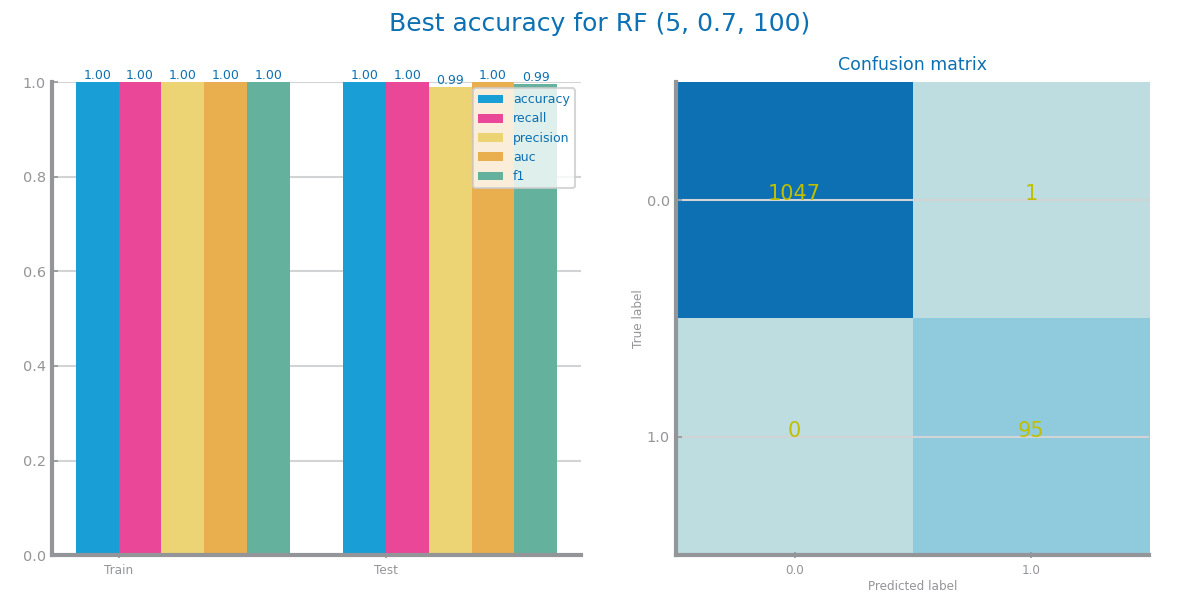 Best accuracy for RF (5, 0.7, 100)
1.00 1.00 1.00 1.00 1.00 1.00 1.00 0.99 1.00 0.99
1.0
0.8
0.6
0.4
0.2
0.0
accuracy
recall
precision
auc
f1
Train Test
Confusion matrix
True label
0.0
1.0
1047 1
0 95
0.0 1.0
Predicted label